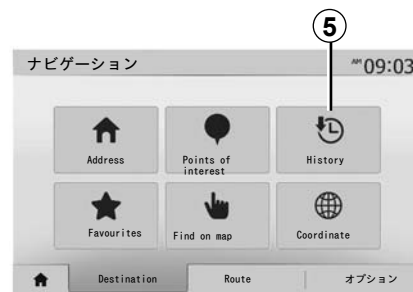 5
ナビゲーション AM 09:03
Address
Points of
interest
History
Favourites
Find on map
Coordinate
Destination Route オプション